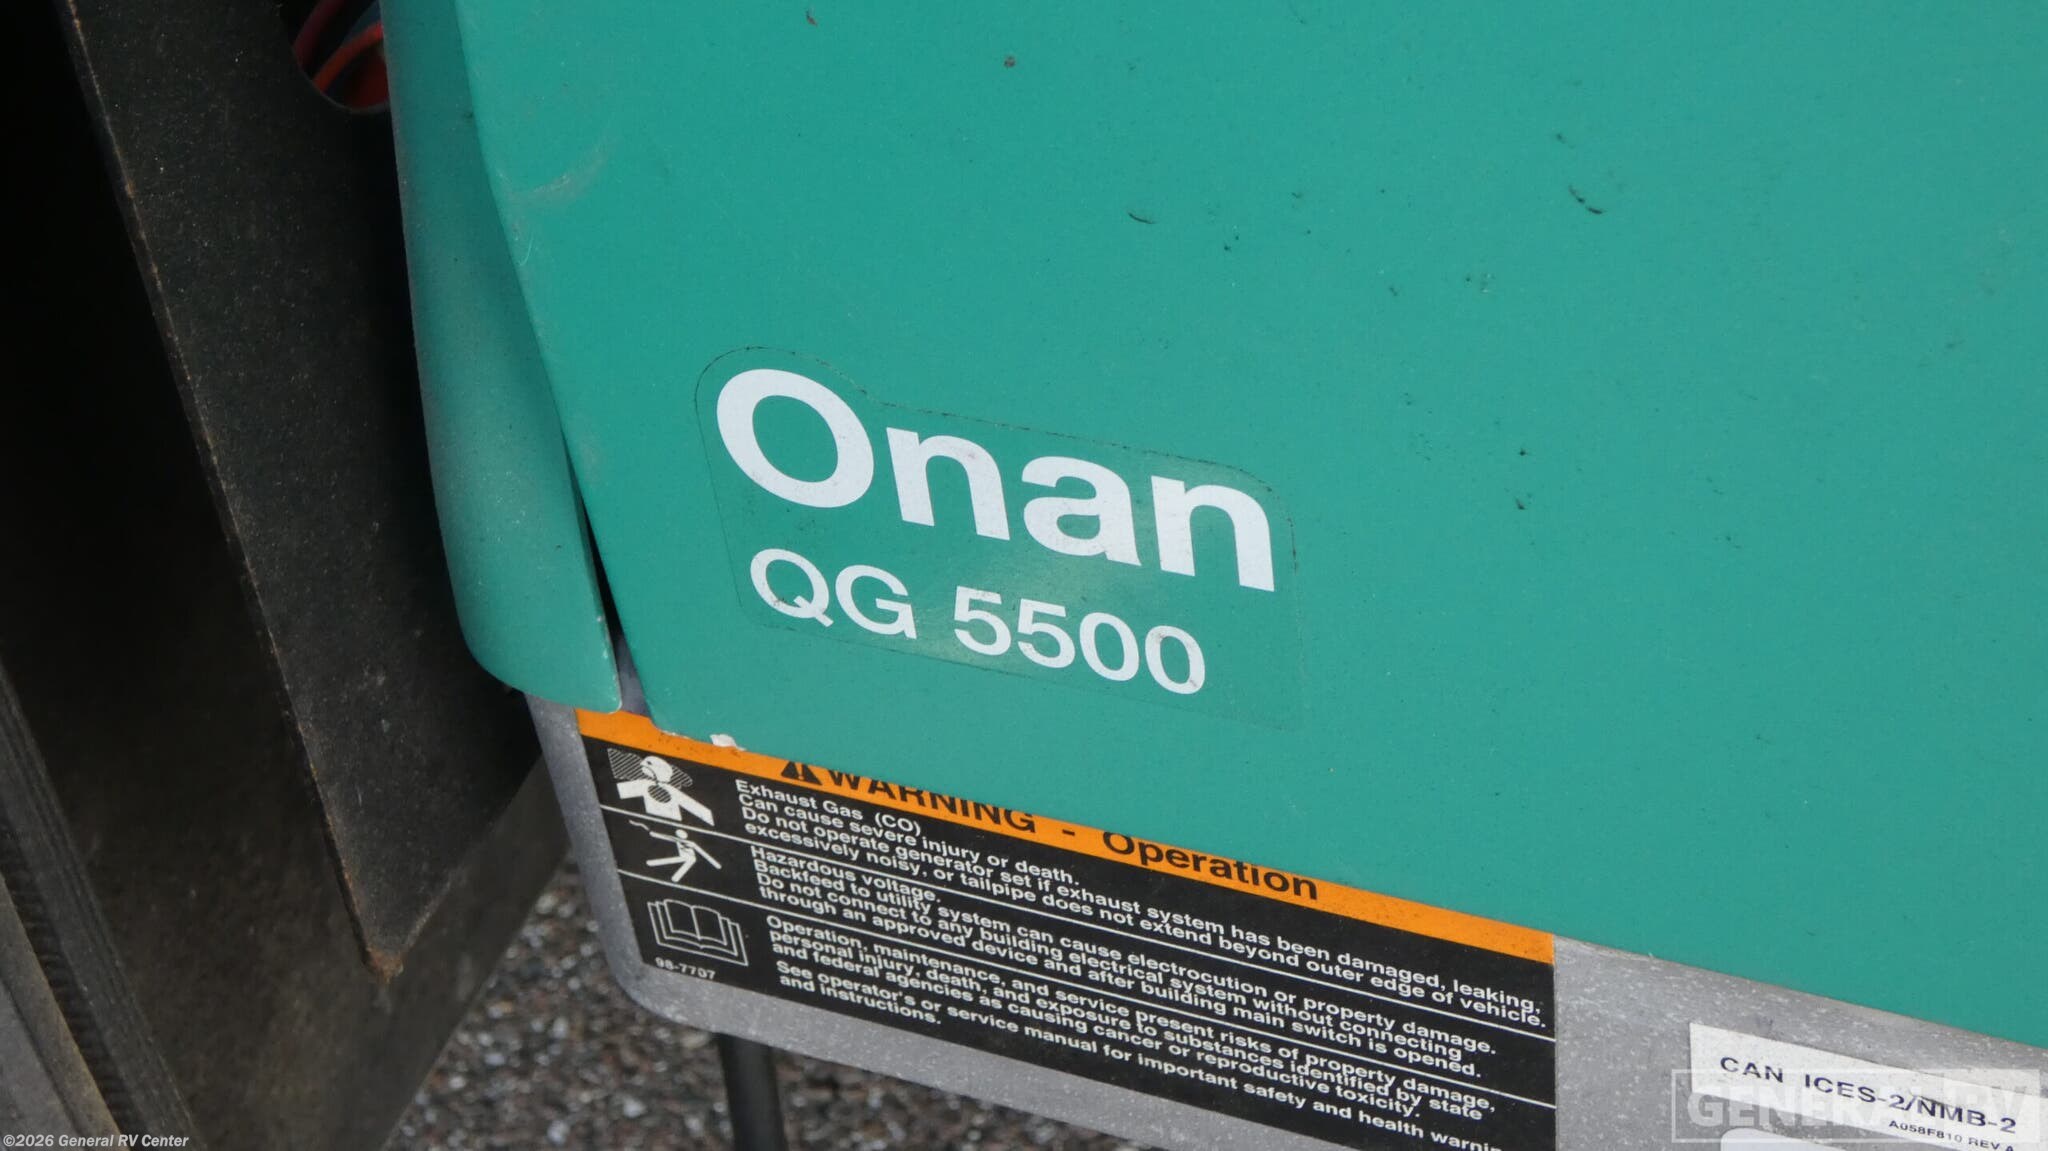 Onan
QG 5500
WARNING - Operation
Exhaust Gas (CO)
Can cause severe injury or death.
Do not operate generator set if exhaust system has been damaged, leaking,
excessively noisy, or tailpipe does not extend beyond outer edge of vehicle.
Hazardous voltage.
Backfeed to utility system can cause electrocution or property damage.
Do not connect to any building electrical system without connecting
through an approved device and after building main switch is opened.
Operation, maintenance, and service present risks of property damage,
personal injury, death, and exposure to substances identified by state
and federal agencies as causing cancer or reproductive toxicity.
See operator's or service manual for important safety and health warnin
and instructions.
98-7707
CAN ICES-2/NMB-2
A058F810 REV A
GENERAL RV
©2026 General RV Center